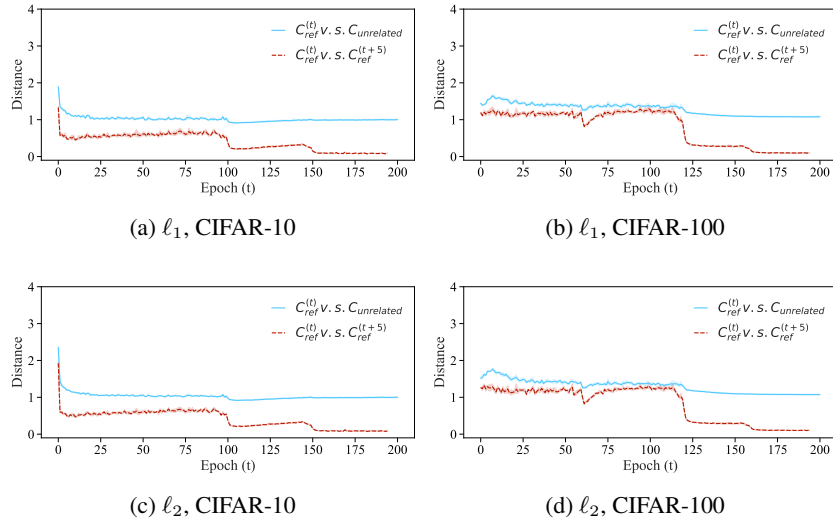 4
3
2
1
0
Distance
C_ref^(t) v.s. C_unrelated
C_ref^(t) v.s. C_ref^(t+5)
0 25 50 75 100 125 150 175 200
Epoch (t)
(a) ℓ₁, CIFAR-10
4
3
2
1
0
Distance
C_ref^(t) v.s. C_unrelated
C_ref^(t) v.s. C_ref^(t+5)
0 25 50 75 100 125 150 175 200
Epoch (t)
(b) ℓ₁, CIFAR-100
4
3
2
1
0
Distance
C_ref^(t) v.s. C_unrelated
C_ref^(t) v.s. C_ref^(t+5)
0 25 50 75 100 125 150 175 200
Epoch (t)
(c) ℓ₂, CIFAR-10
4
3
2
1
0
Distance
C_ref^(t) v.s. C_unrelated
C_ref^(t) v.s. C_ref^(t+5)
0 25 50 75 100 125 150 175 200
Epoch (t)
(d) ℓ₂, CIFAR-100